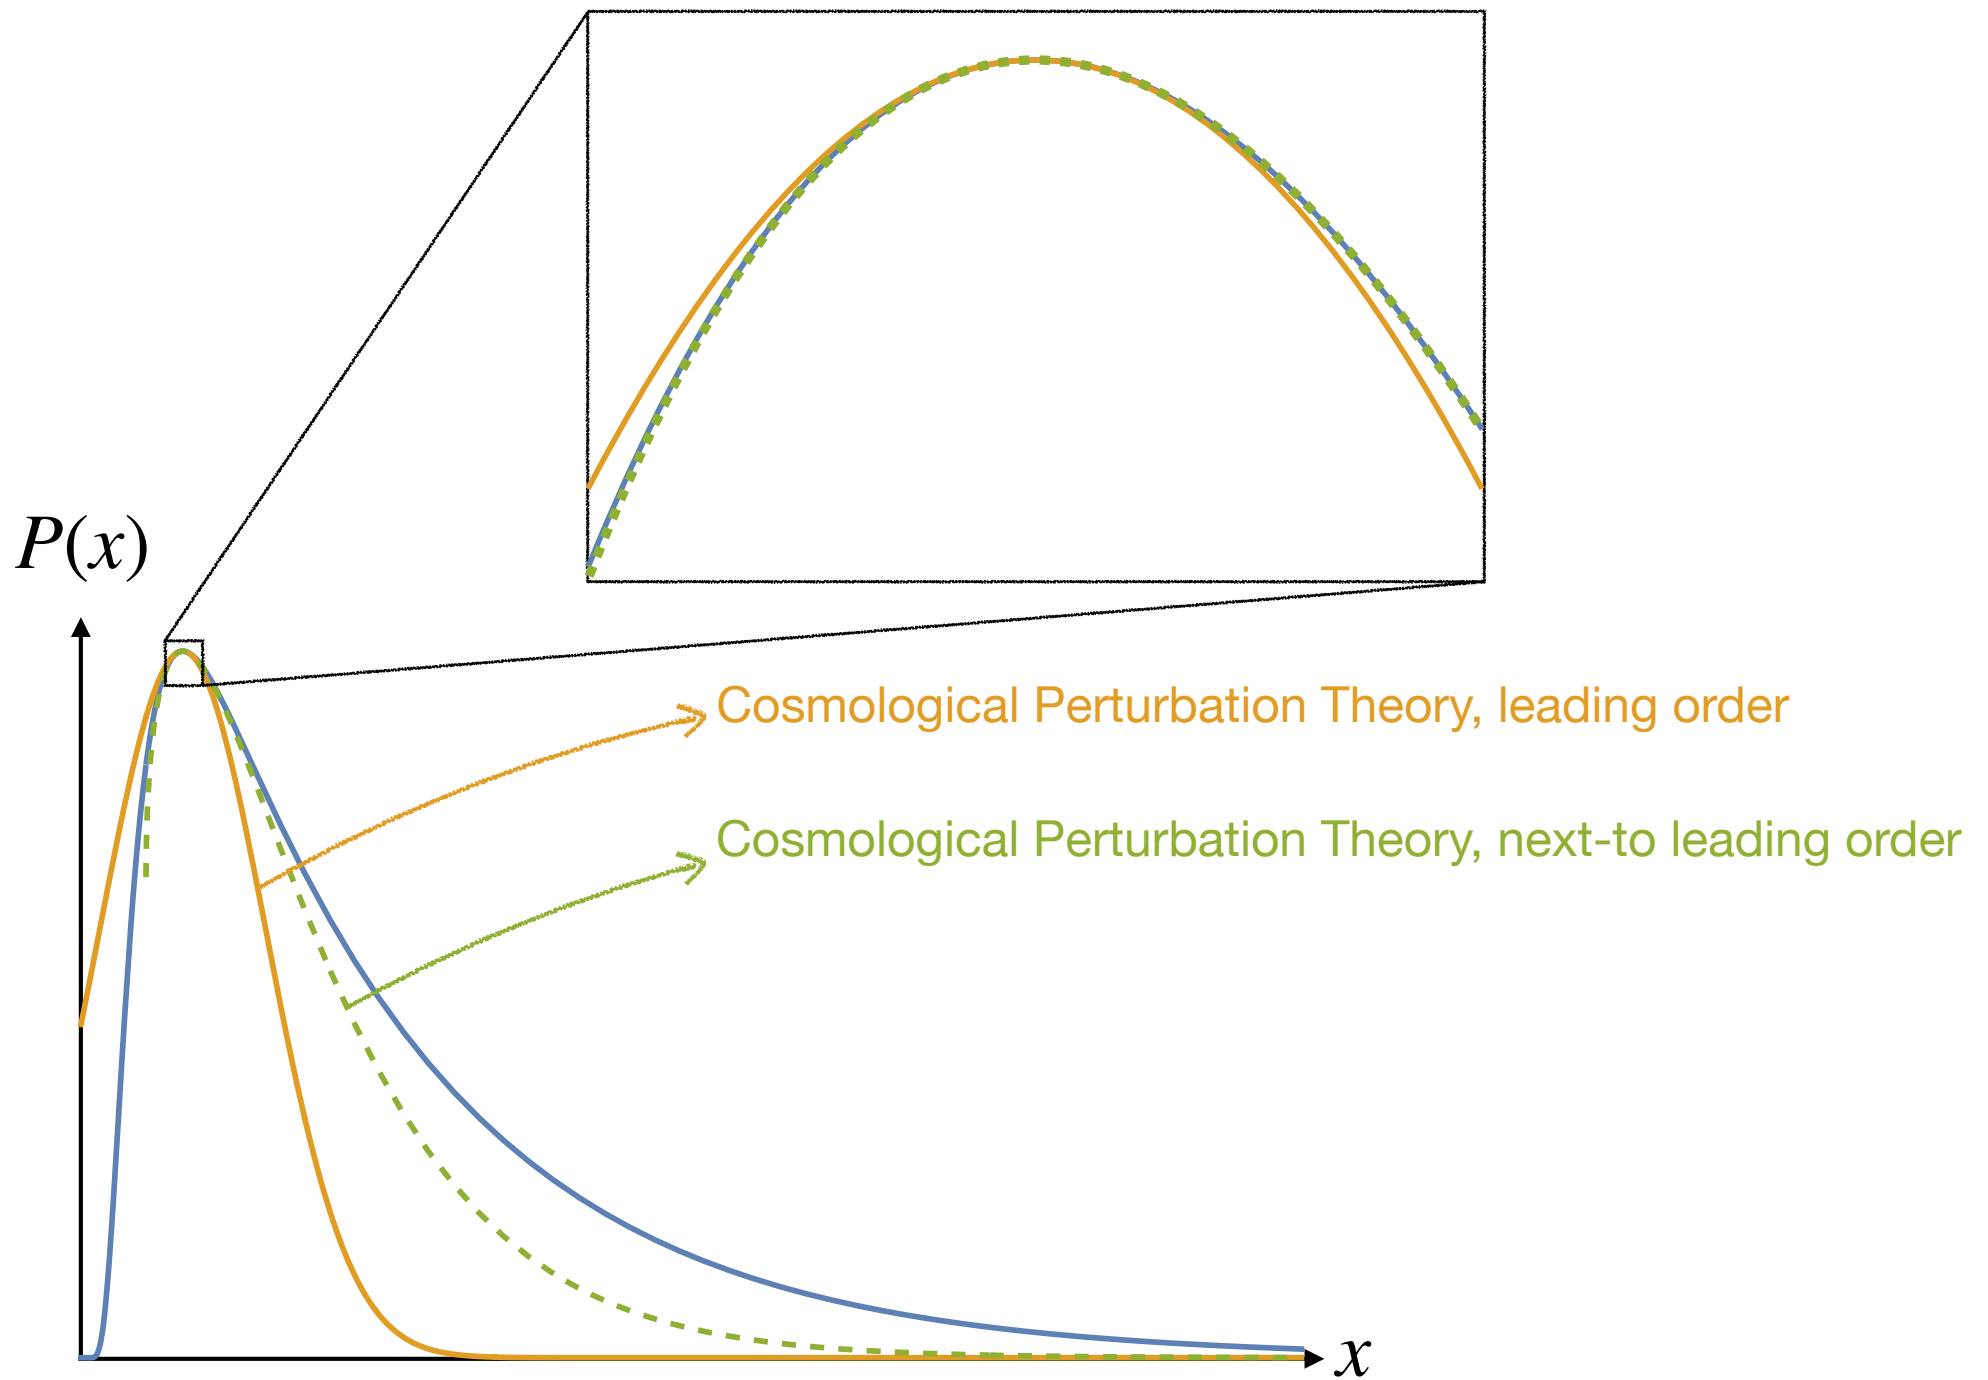 P(x)
Cosmological Perturbation Theory, leading order
Cosmological Perturbation Theory, next-to leading order
x